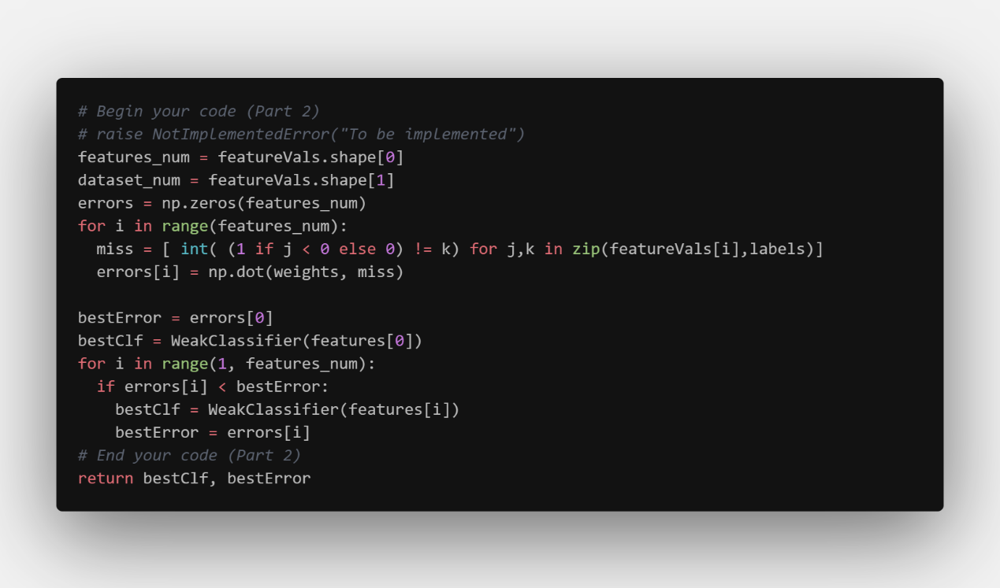 # Begin your code (Part 2)
# raise NotImplementedError("To be implemented")
features_num = featureVals.shape[0]
dataset_num = featureVals.shape[1]
errors = np.zeros(features_num)
for i in range(features_num):
  miss = [ int( (1 if j < 0 else 0) != k) for j,k in zip(featureVals[i],labels)]
  errors[i] = np.dot(weights, miss)

bestError = errors[0]
bestClf = WeakClassifier(features[0])
for i in range(1, features_num):
  if errors[i] < bestError:
    bestClf = WeakClassifier(features[i])
    bestError = errors[i]
# End your code (Part 2)
return bestClf, bestError